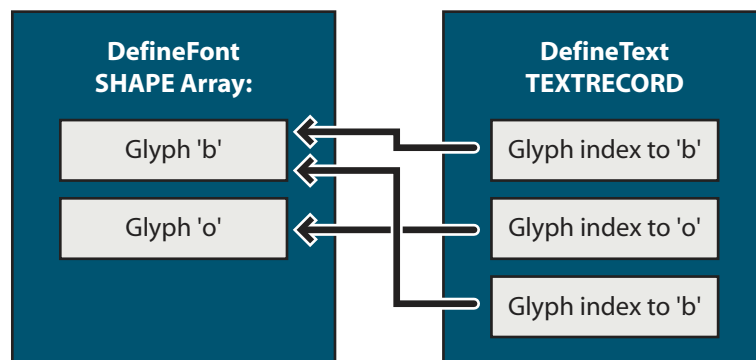 DefineFont
SHAPE Array:
Glyph 'b'
Glyph 'o'
DefineText
TEXTRECORD
Glyph index to 'b'
Glyph index to 'o'
Glyph index to 'b'